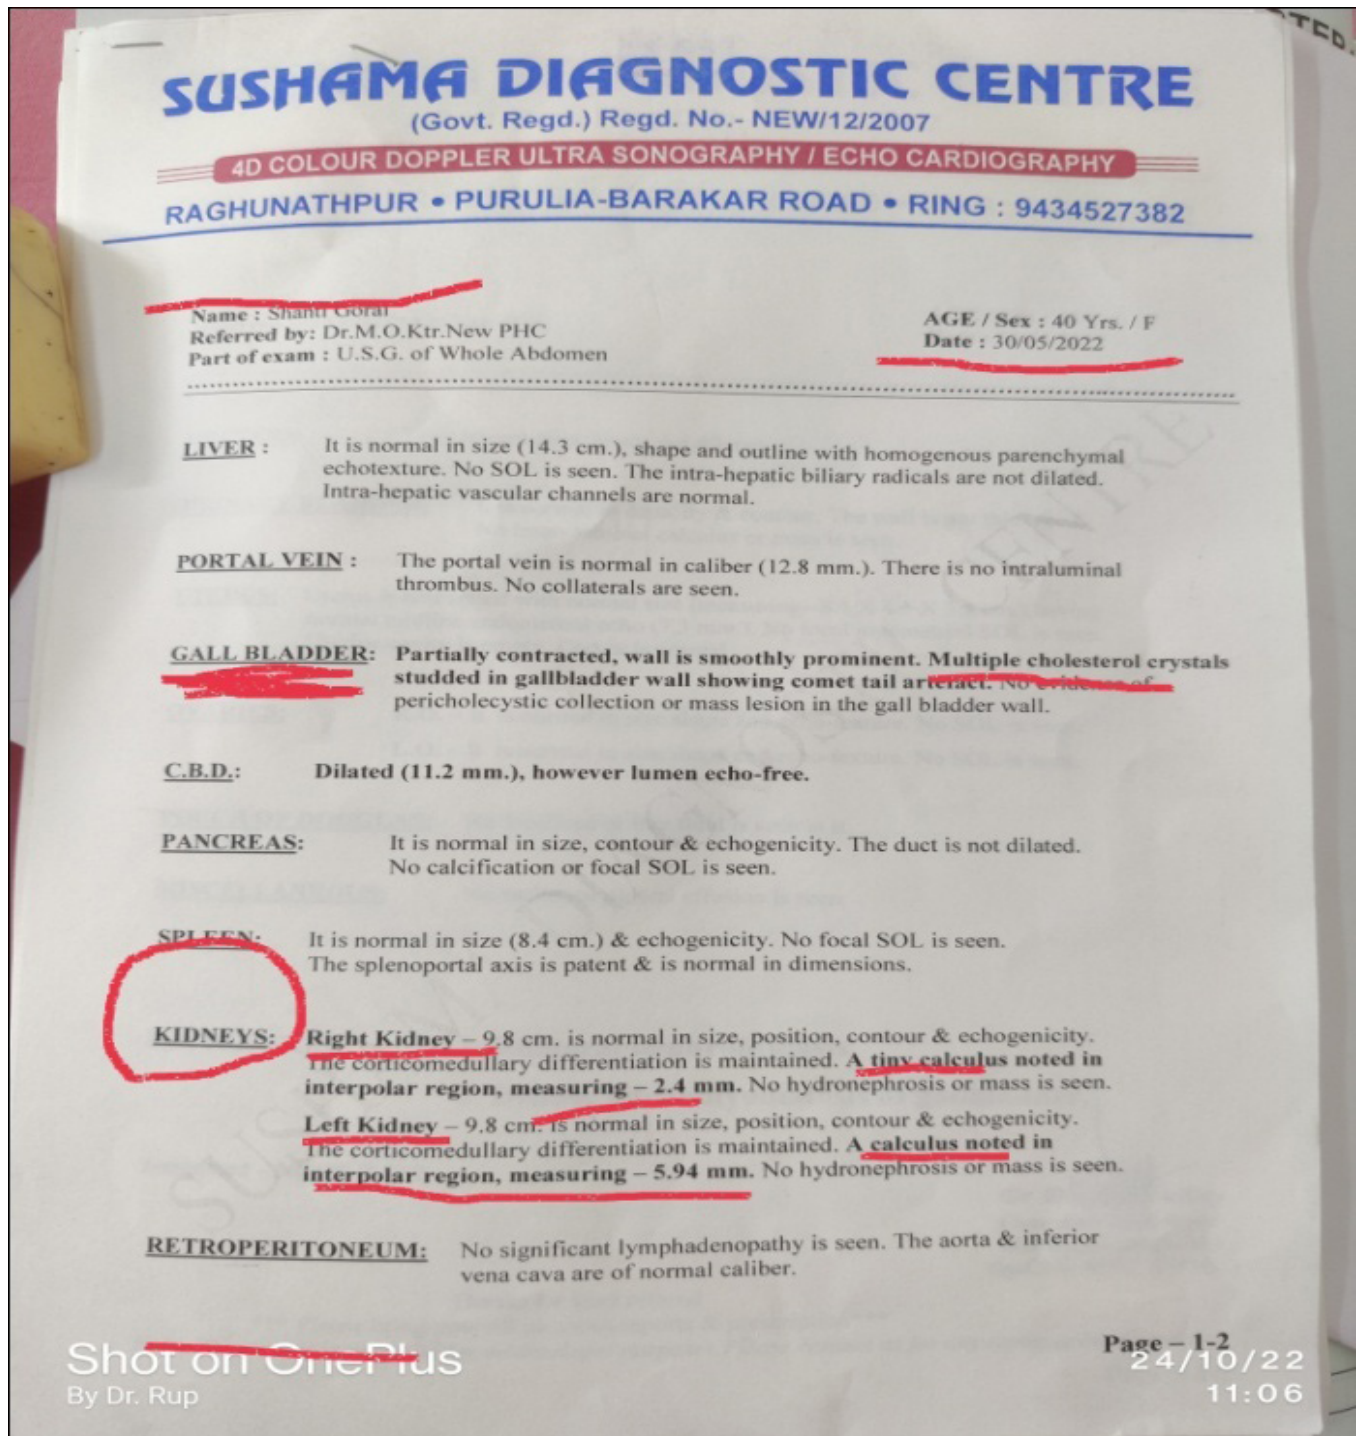 TED.
SUSHAMA DIAGNOSTIC CENTRE
(Govt. Regd.) Regd. No.- NEW/12/2007
4D COLOUR DOPPLER ULTRA SONOGRAPHY / ECHO CARDIOGRAPHY
RAGHUNATHPUR • PURULIA-BARAKAR ROAD • RING : 9434527382
Name : Shanti Gorai
Referred by: Dr.M.O.Ktr.New PHC
Part of exam : U.S.G. of Whole Abdomen
AGE / Sex : 40 Yrs. / F
Date : 30/05/2022
LIVER : It is normal in size (14.3 cm.), shape and outline with homogenous parenchymal
echotexture. No SOL is seen. The intra-hepatic biliary radicals are not dilated.
Intra-hepatic vascular channels are normal.
PORTAL VEIN : The portal vein is normal in caliber (12.8 mm.). There is no intraluminal
thrombus. No collaterals are seen.
GALL BLADDER: Partially contracted, wall is smoothly prominent. Multiple cholesterol crystals
studded in gallbladder wall showing comet tail artefact. No evidence of
pericholecystic collection or mass lesion in the gall bladder wall.
C.B.D.: Dilated (11.2 mm.), however lumen echo-free.
PANCREAS: It is normal in size, contour & echogenicity. The duct is not dilated.
No calcification or focal SOL is seen.
SPLEEN: It is normal in size (8.4 cm.) & echogenicity. No focal SOL is seen.
The splenoportal axis is patent & is normal in dimensions.
KIDNEYS: Right Kidney – 9.8 cm. is normal in size, position, contour & echogenicity.
The corticomedullary differentiation is maintained. A tiny calculus noted in
interpolar region, measuring – 2.4 mm. No hydronephrosis or mass is seen.
Left Kidney – 9.8 cm. is normal in size, position, contour & echogenicity.
The corticomedullary differentiation is maintained. A calculus noted in
interpolar region, measuring – 5.94 mm. No hydronephrosis or mass is seen.
RETROPERITONEUM: No significant lymphadenopathy is seen. The aorta & inferior
vena cava are of normal caliber.
Page – 1-2
SUSHAMA DIAGNOSTIC CENTRE
Shot on OnePlus
By Dr. Rup
24/10/22
11:06